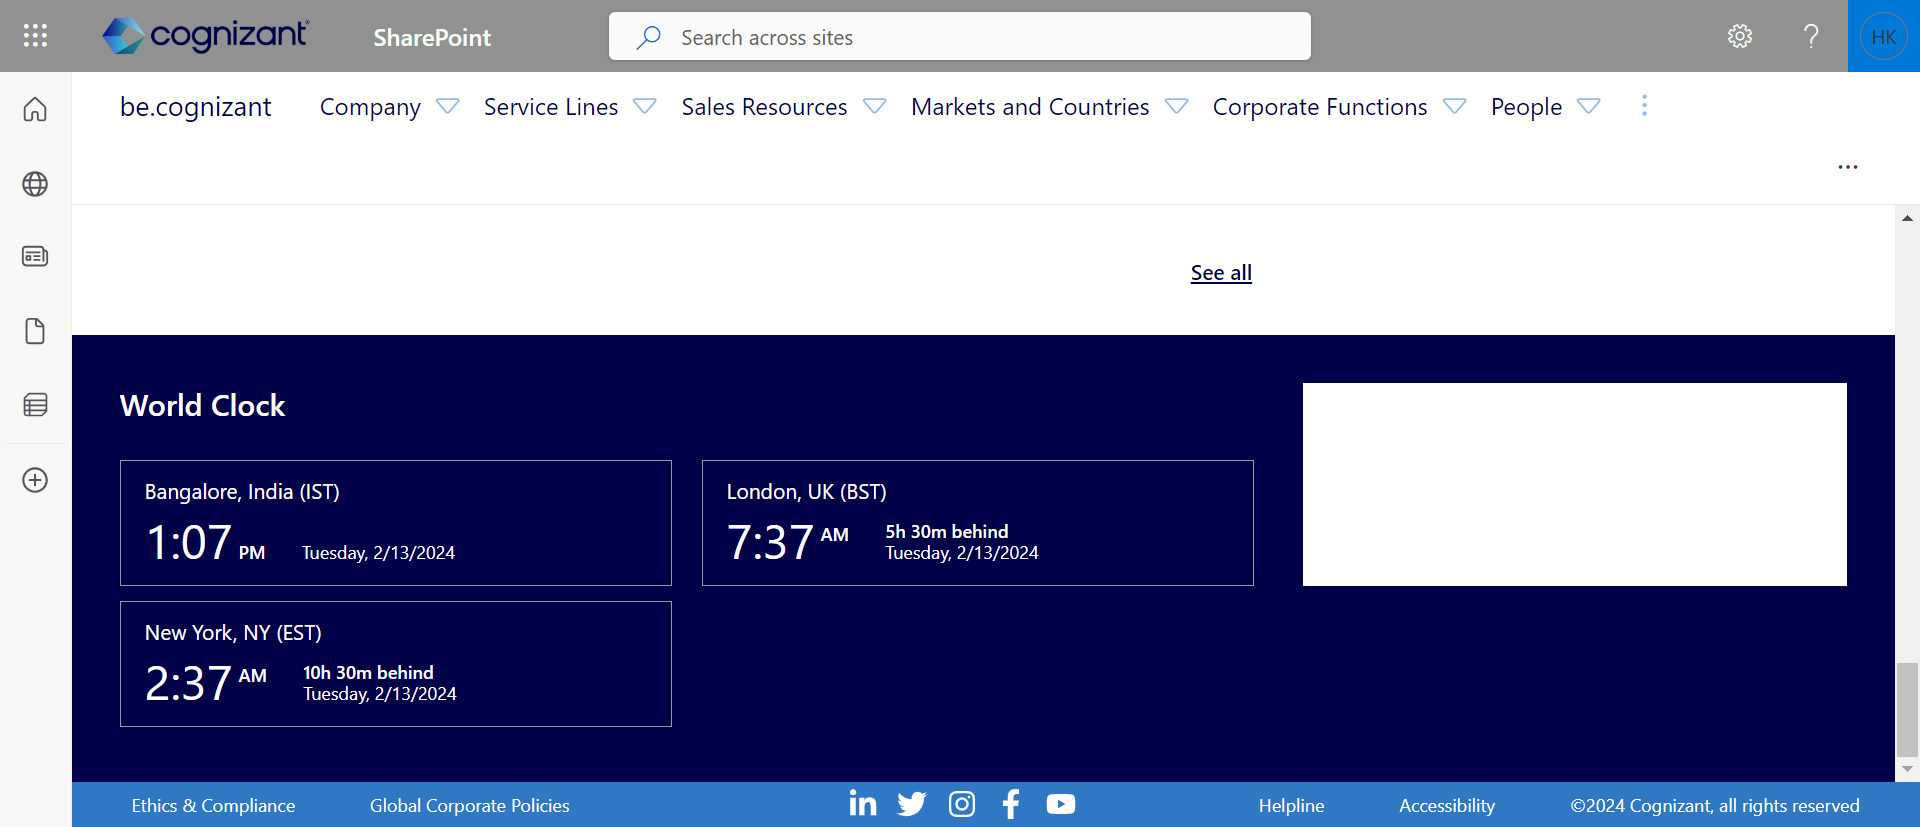 cognizant
SharePoint
Search across sites
?
HK
be.cognizant
Company
Service Lines
Sales Resources
Markets and Countries
Corporate Functions
People
See all
World Clock
Bangalore, India (IST)
1:07 PM
Tuesday, 2/13/2024
London, UK (BST)
7:37 AM
5h 30m behind
Tuesday, 2/13/2024
New York, NY (EST)
2:37 AM
10h 30m behind
Tuesday, 2/13/2024
Ethics & Compliance
Global Corporate Policies
Helpline
Accessibility
©2024 Cognizant, all rights reserved